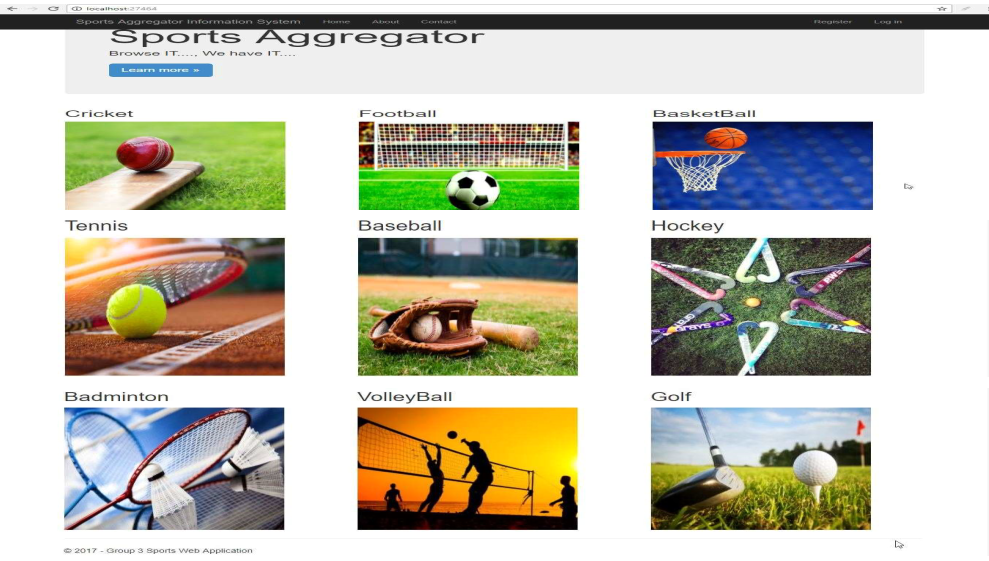 localhost:27464
Sports Aggregator Information System Home About Contact Register Log in
Sports Aggregator
Browse IT...., We have IT....
Learn more »
Cricket Football BasketBall
Tennis Baseball Hockey
GRAYS
Badminton VolleyBall Golf
© 2017 - Group 3 Sports Web Application